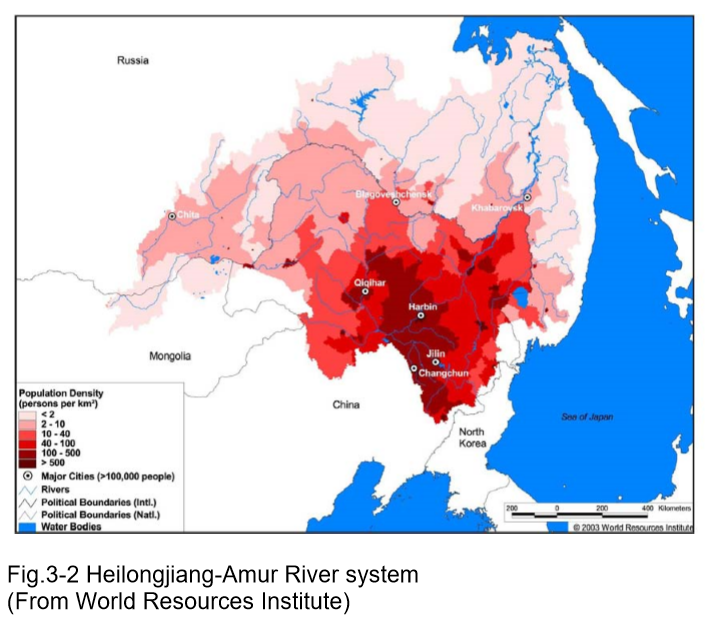 Russia
Blagoveshchensk
Khabarovsk
Chita
Qiqihar
Harbin
Mongolia
Jilin
Changchun
China
North
Korea
Sea of Japan
Population Density
(persons per km²)
< 2
2 - 10
10 - 40
40 - 100
100 - 500
> 500
Major Cities (>100,000 people)
Rivers
Political Boundaries (Intl.)
Political Boundaries (Natl.)
Water Bodies
200 0 200 400 Kilometers
© 2003 World Resources Institute
Fig.3-2 Heilongjiang-Amur River system
(From World Resources Institute)